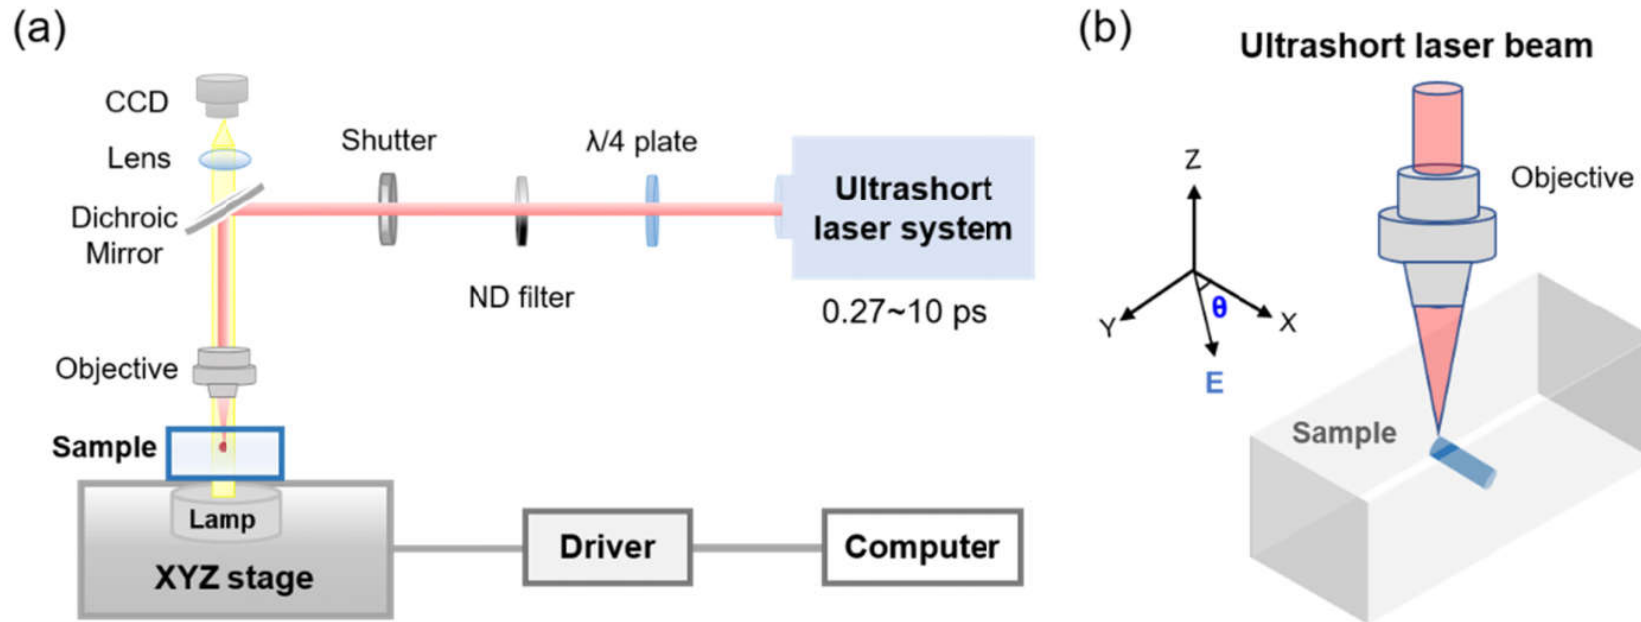 (a)
CCD
Lens
Dichroic
Mirror
Shutter
ND filter
λ/4 plate
Ultrashort
laser system
0.27~10 ps
Objective
Sample
Lamp
XYZ stage
Driver
Computer
(b)
Ultrashort laser beam
Objective
Z
Y
X
θ
E
Sample